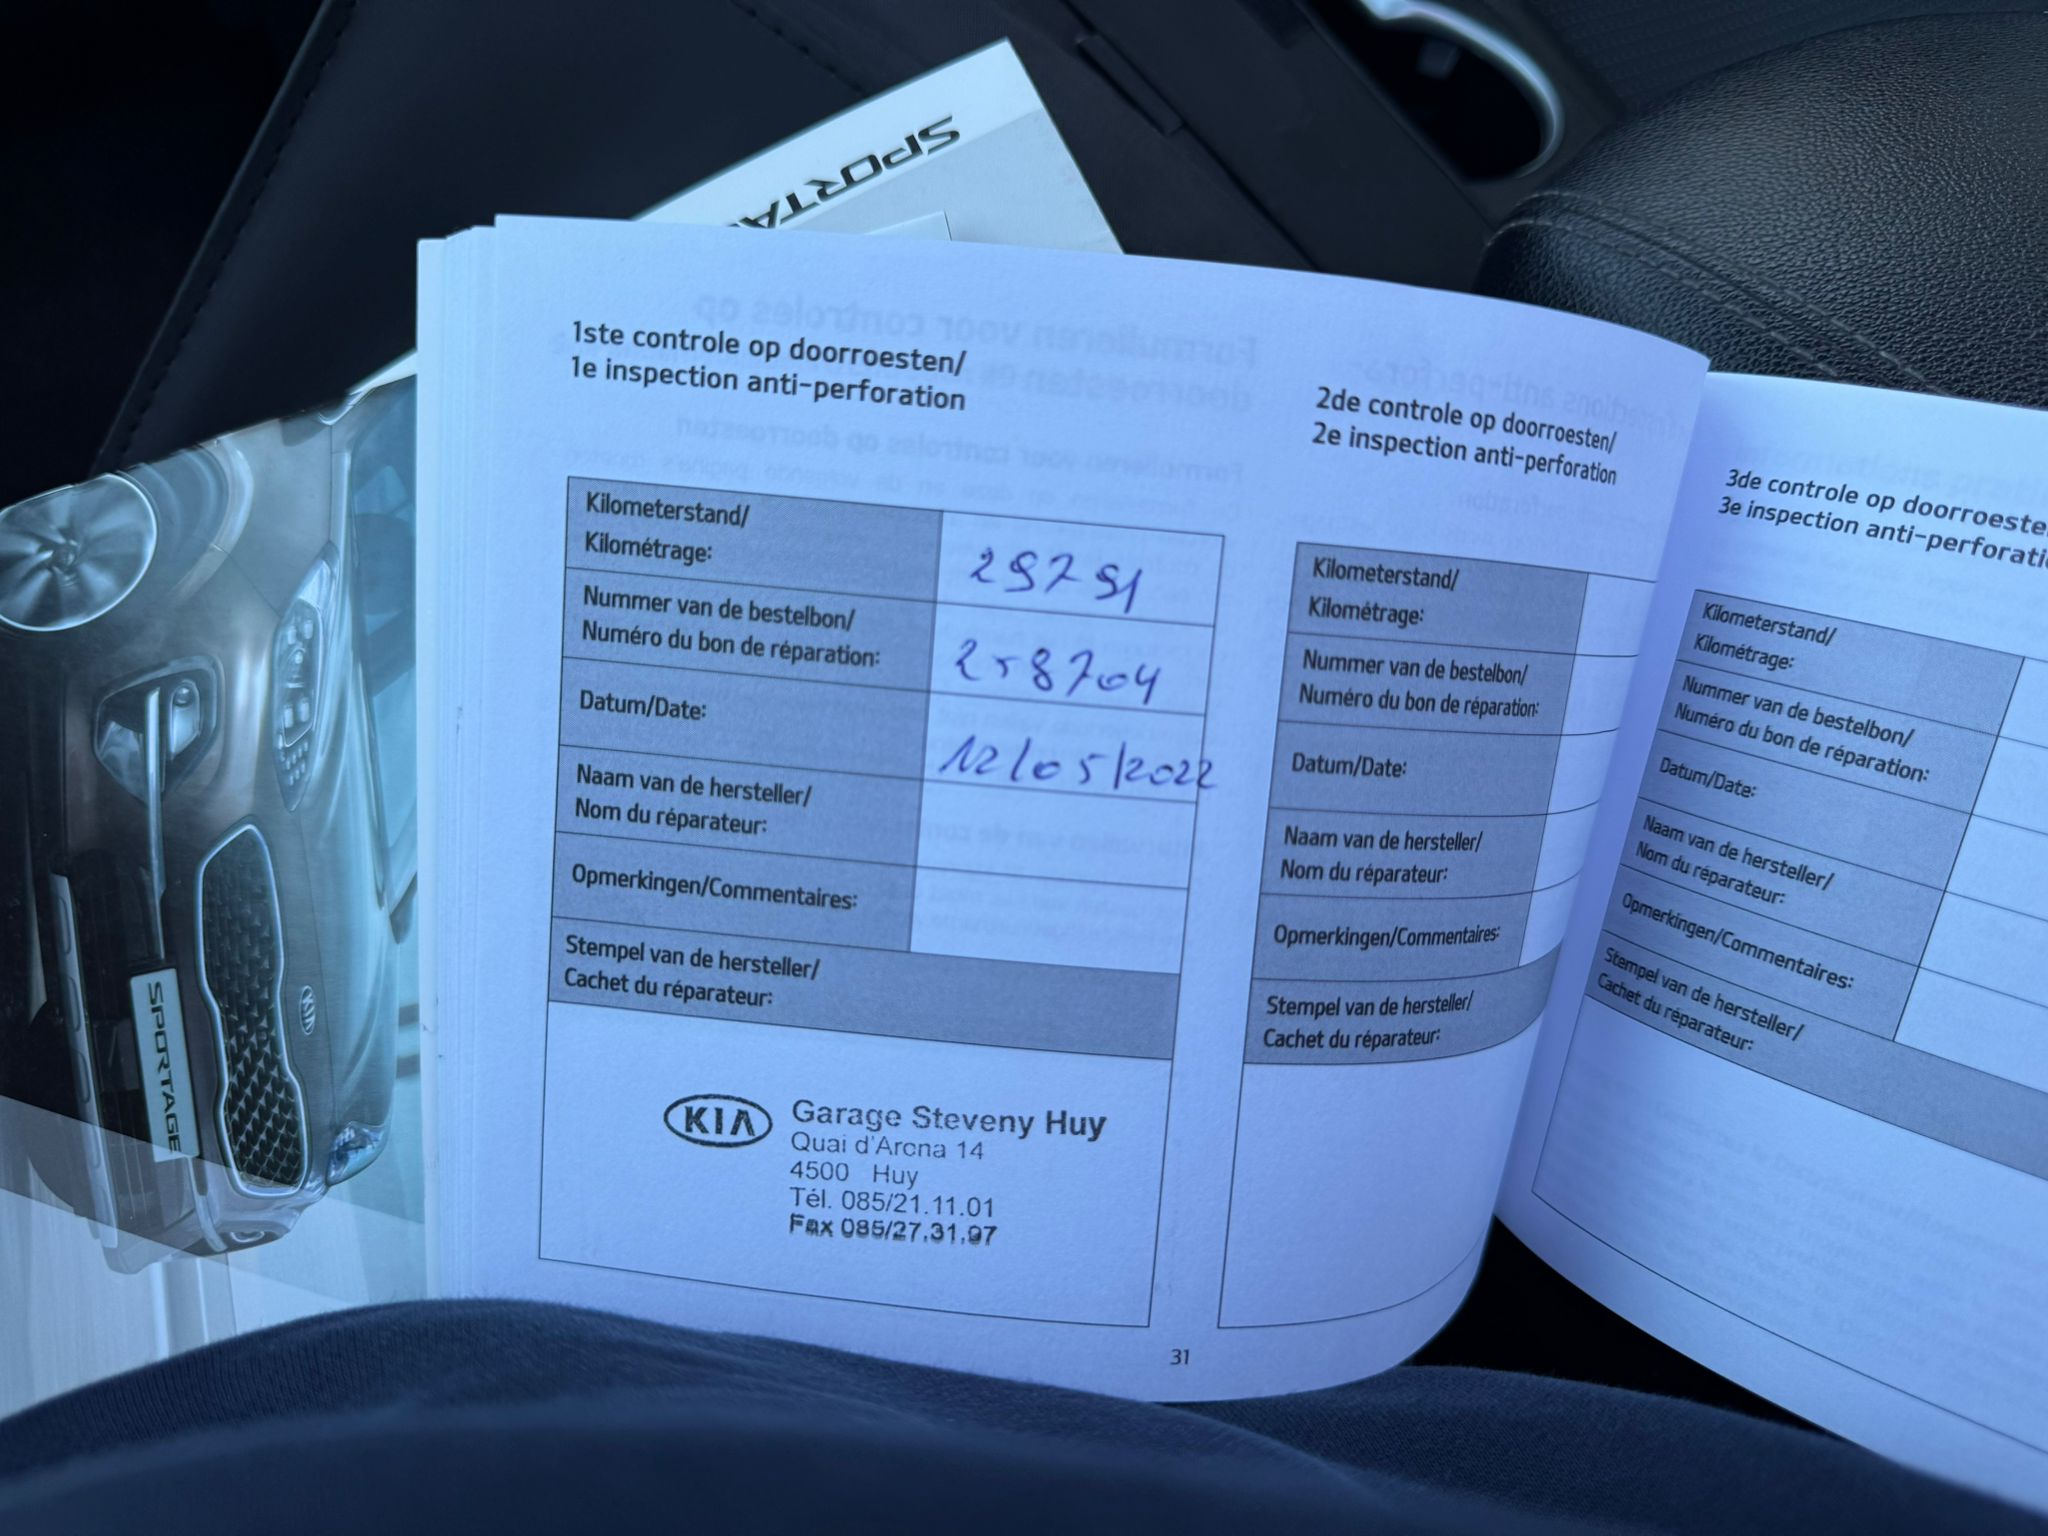 SPORTA
SPORTAGE
KIA
1ste controle op doorroesten/
1e inspection anti-perforation
Kilometerstand/
Kilométrage:
29791
Nummer van de bestelbon/
Numéro du bon de réparation:
258704
Datum/Date:
12/05/2022
Naam van de hersteller/
Nom du réparateur:
Opmerkingen/Commentaires:
Stempel van de hersteller/
Cachet du réparateur:
KIA
Garage Steveny Huy
Quai d'Arona 14
4500 Huy
Tél. 085/21.11.01
Fax 085/27.31.97
31
2de controle op doorroesten/
2e inspection anti-perforation
Kilometerstand/
Kilométrage:
Nummer van de bestelbon/
Numéro du bon de réparation:
Datum/Date:
Naam van de hersteller/
Nom du réparateur:
Opmerkingen/Commentaires:
Stempel van de hersteller/
Cachet du réparateur:
3de controle op doorroeste
3e inspection anti-perforati
Kilometerstand/
Kilométrage:
Nummer van de bestelbon/
Numéro du bon de réparation:
Datum/Date:
Naam van de hersteller/
Nom du réparateur:
Opmerkingen/Commentaires:
Stempel van de hersteller/
Cachet du réparateur: